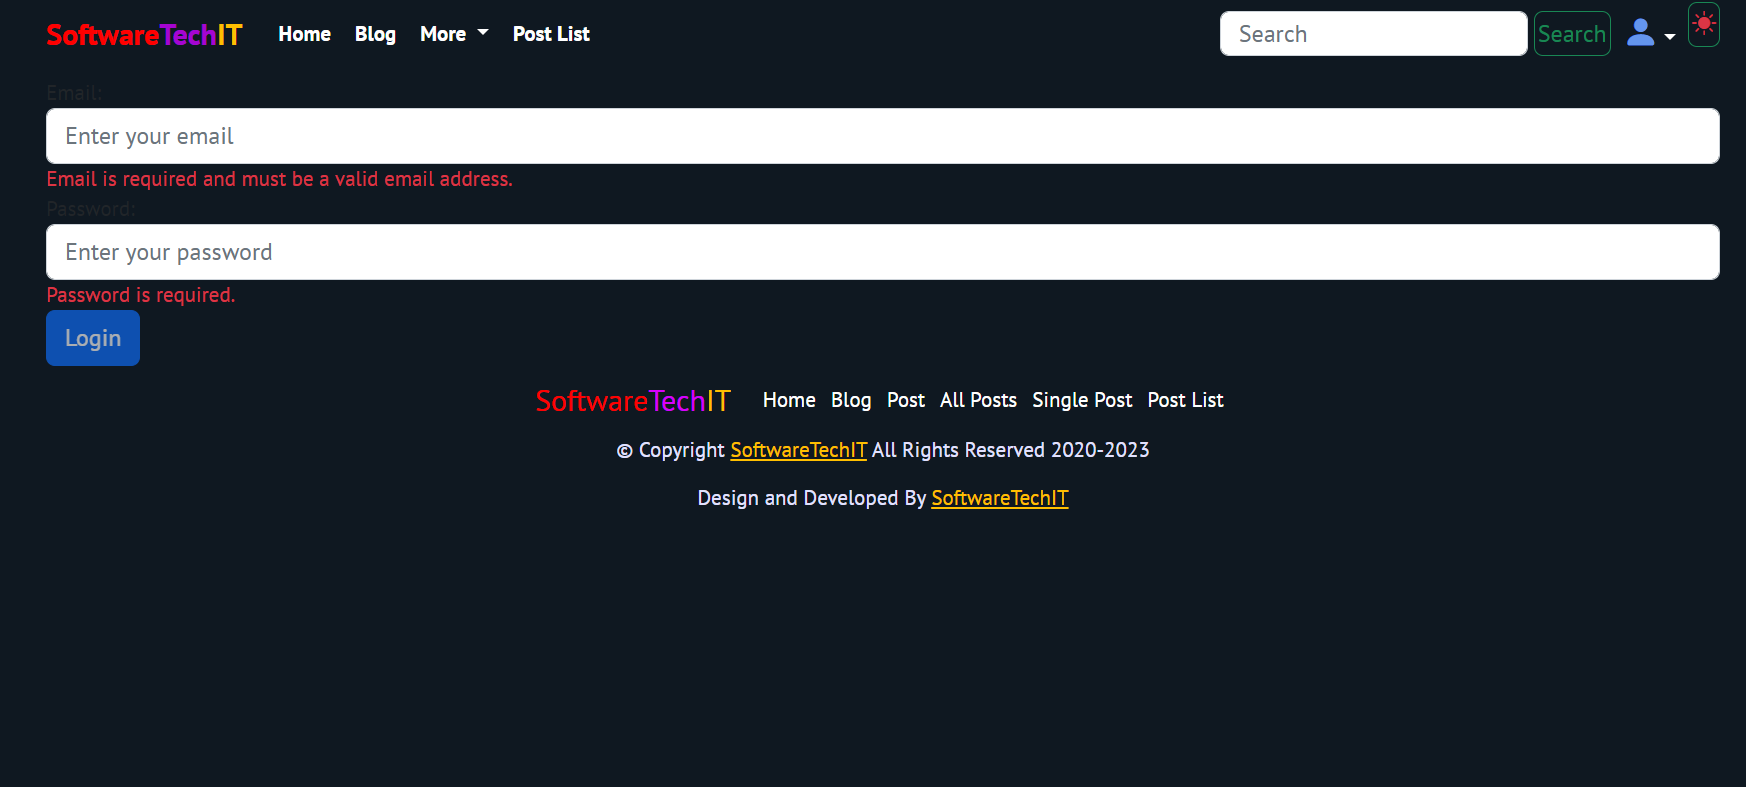 SoftwareTechIT Home Blog More Post List Search Search
Email:
Enter your email
Email is required and must be a valid email address.
Password:
Enter your password
Password is required.
Login
SoftwareTechIT Home Blog Post All Posts Single Post Post List
© Copyright SoftwareTechIT All Rights Reserved 2020-2023
Design and Developed By SoftwareTechIT